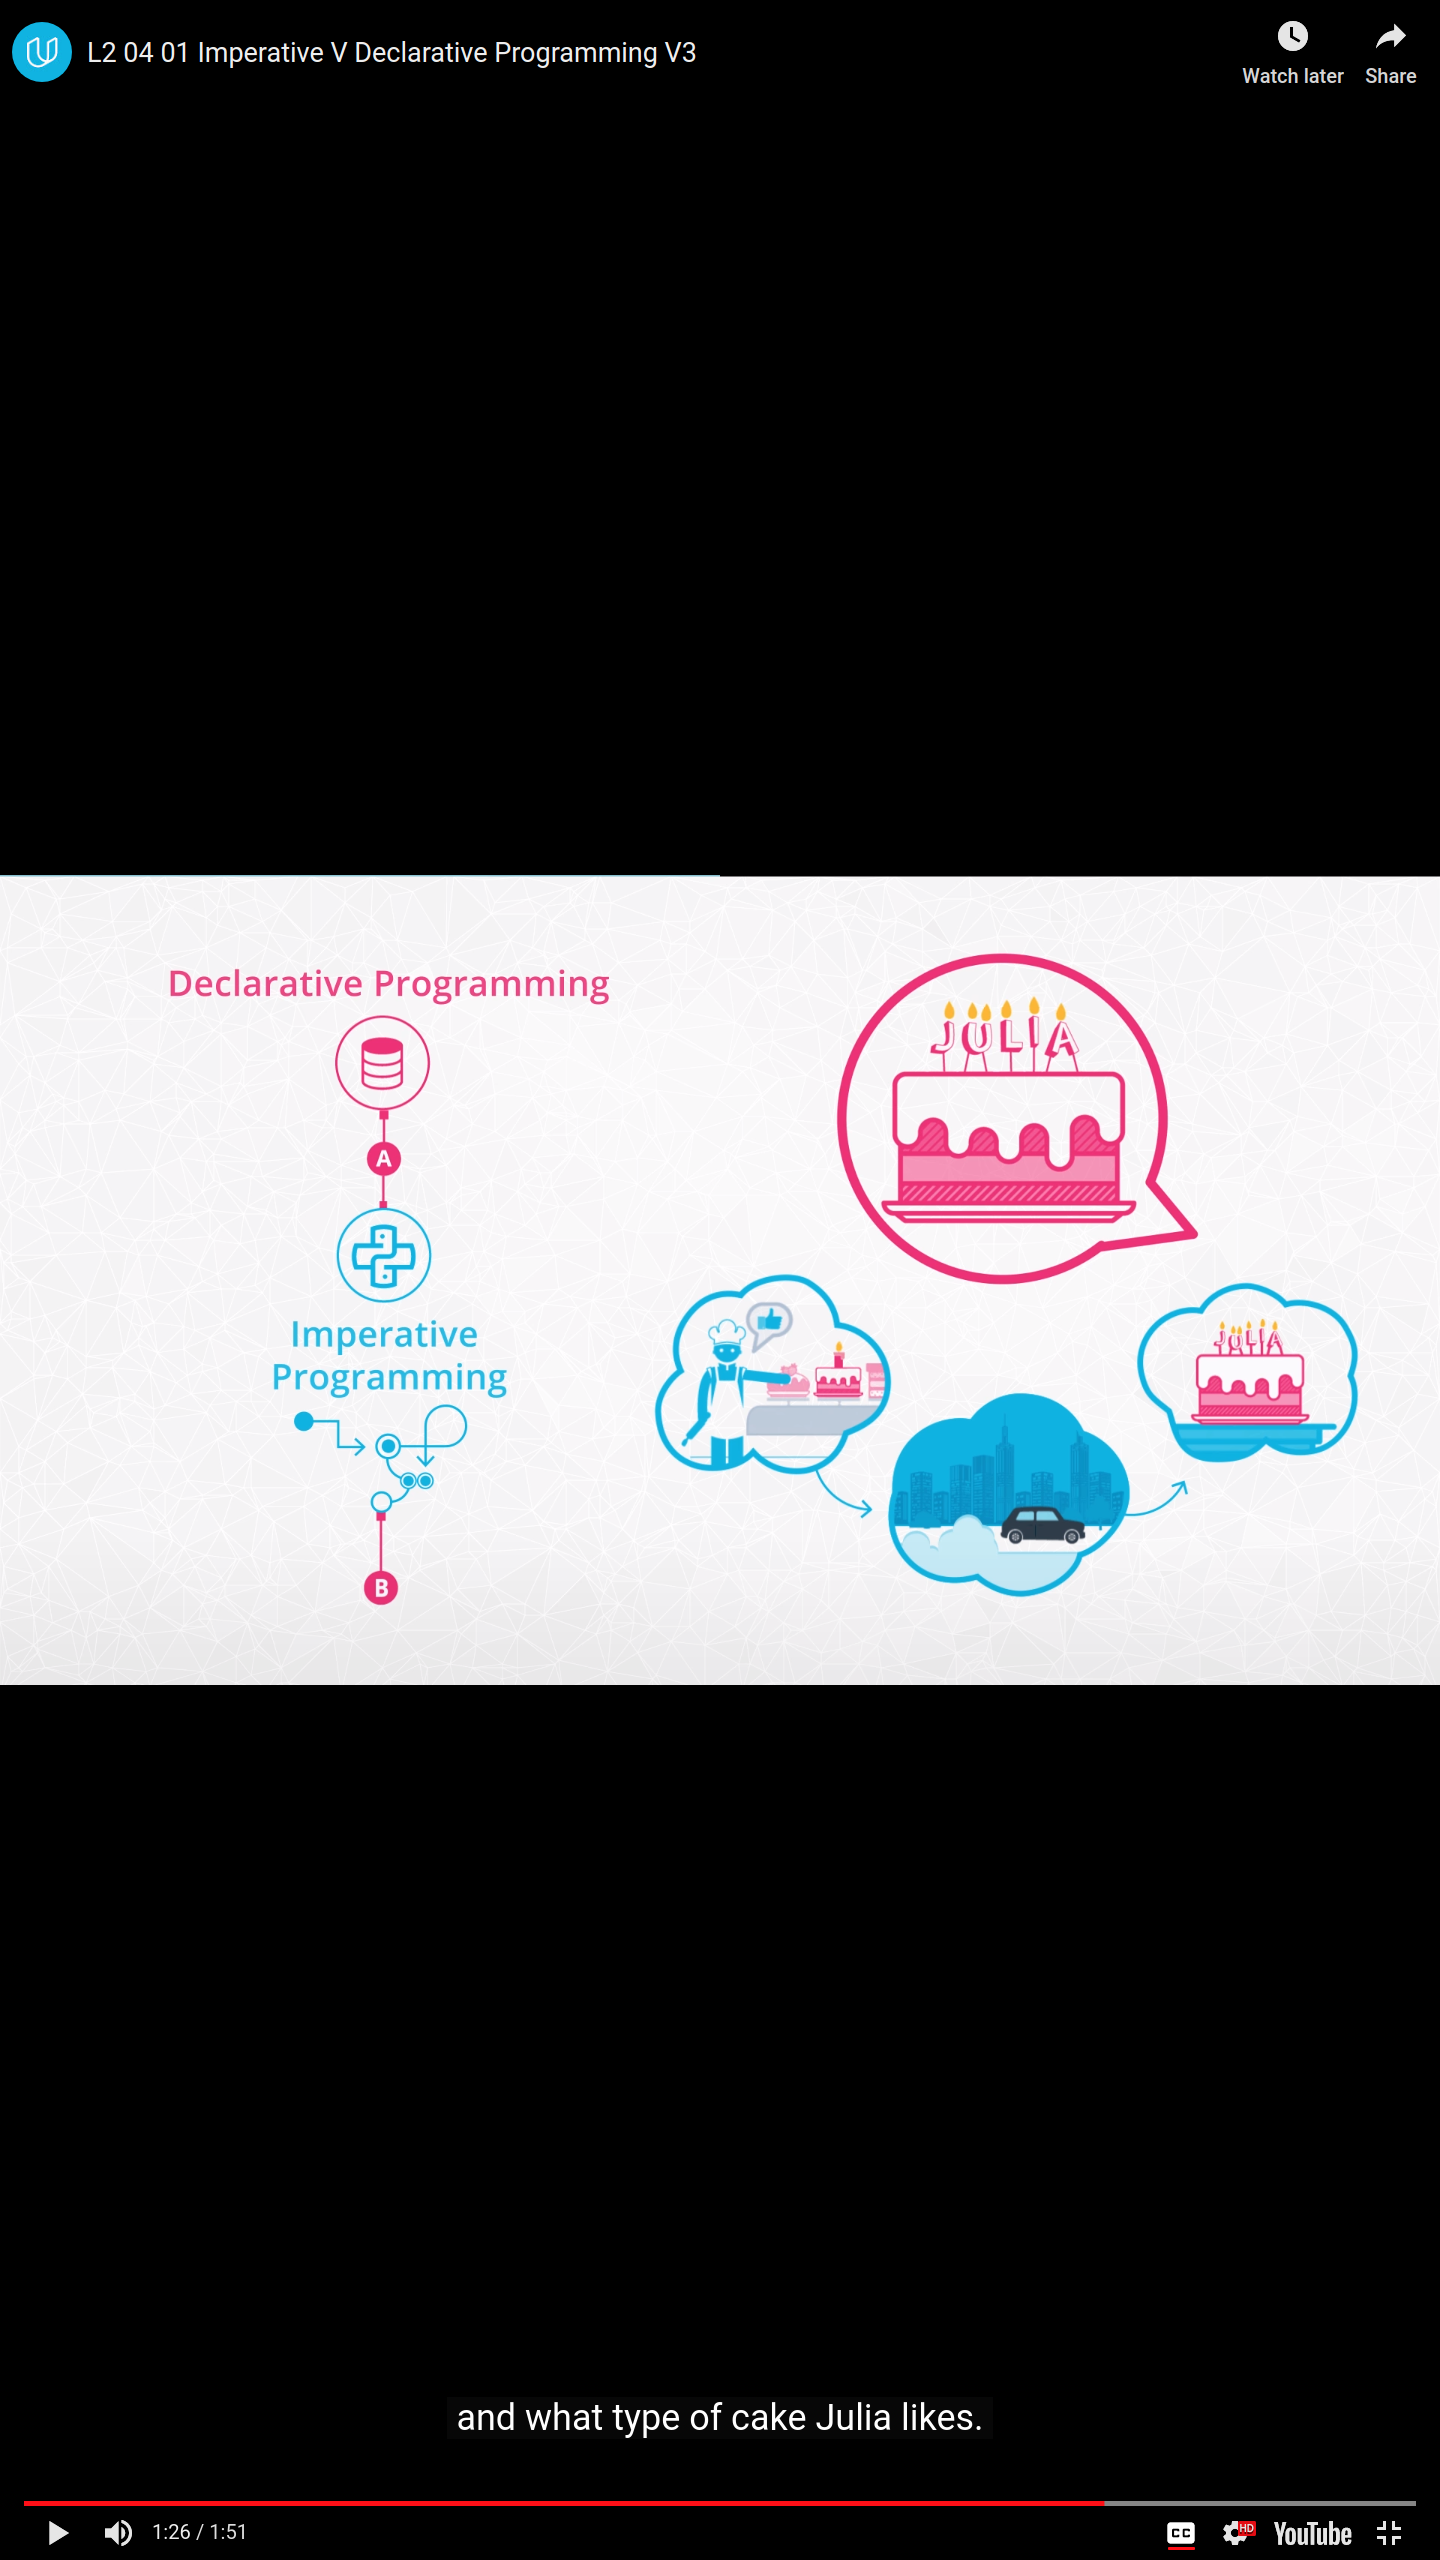 L2 04 01 Imperative V Declarative Programming V3
Watch later
Share
Declarative Programming
JULIA
A
Imperative
Programming
JULIA
B
and what type of cake Julia likes.
1:26 / 1:51
CC
HD
YouTube